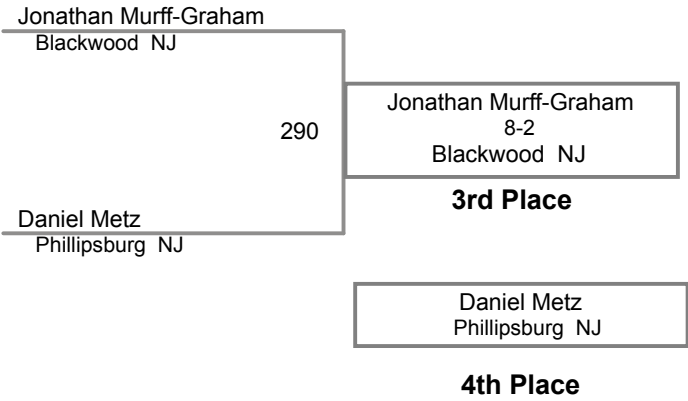 Jonathan Murff-Graham
Blackwood NJ
290
Jonathan Murff-Graham
8-2
Blackwood NJ
3rd Place
Daniel Metz
Phillipsburg NJ
Daniel Metz
Phillipsburg NJ
4th Place